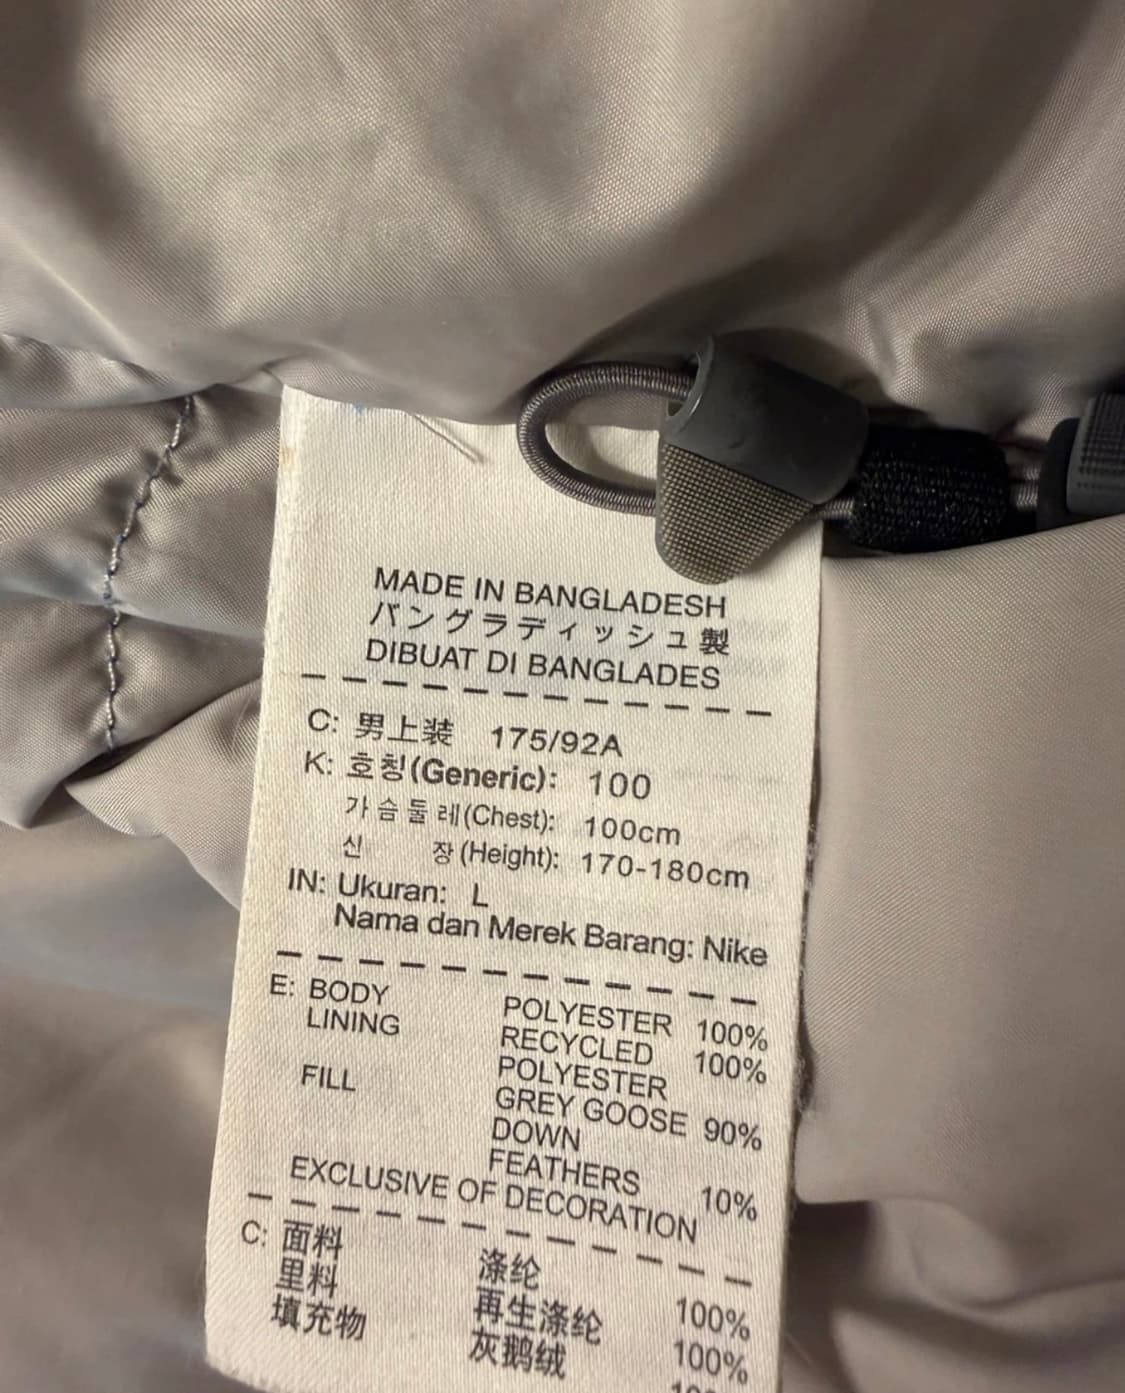 MADE IN BANGLADESH
バングラディッシュ製
DIBUAT DI BANGLADES
C: 男上装 175/92A
K: 호칭(Generic): 100
가슴둘레(Chest): 100cm
신 장(Height): 170-180cm
IN: Ukuran: L
Nama dan Merek Barang: Nike
E: BODY POLYESTER 100%
LINING RECYCLED 100%
POLYESTER
FILL GREY GOOSE 90%
DOWN
FEATHERS 10%
EXCLUSIVE OF DECORATION
C: 面料 涤纶 100%
里料 再生涤纶 100%
填充物 灰鹅绒